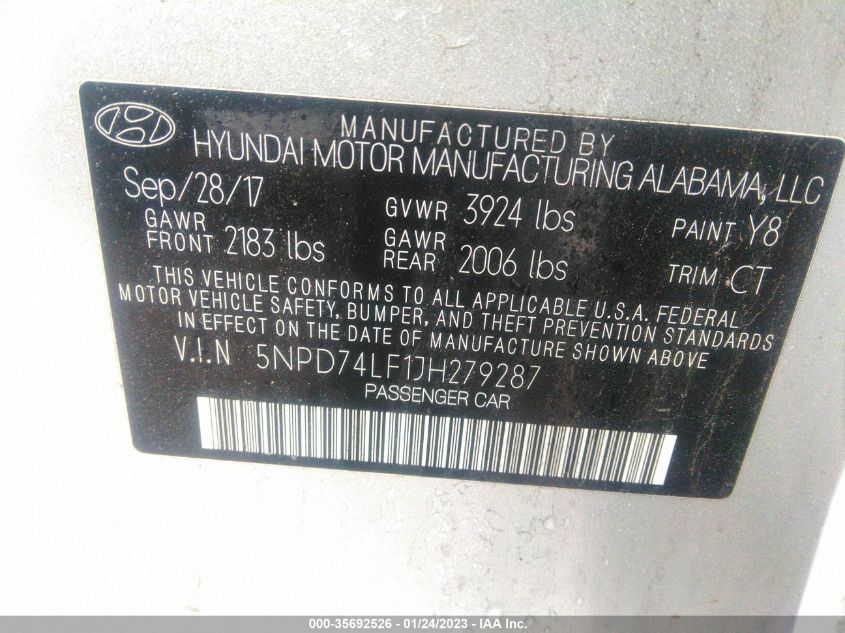 MANUFACTURED BY
HYUNDAI MOTOR MANUFACTURING ALABAMA, LLC
Sep/28/17 GVWR 3924 lbs PAINT Y8
GAWR FRONT 2183 lbs GAWR REAR 2006 lbs TRIM CT
THIS VEHICLE CONFORMS TO ALL APPLICABLE U.S.A. FEDERAL
MOTOR VEHICLE SAFETY, BUMPER, AND THEFT PREVENTION STANDARDS
IN EFFECT ON THE DATE OF MANUFACTURE SHOWN ABOVE
V.I.N 5NPD74LF1JH279287
PASSENGER CAR
000-35692526 - 01/24/2023 - IAA Inc.